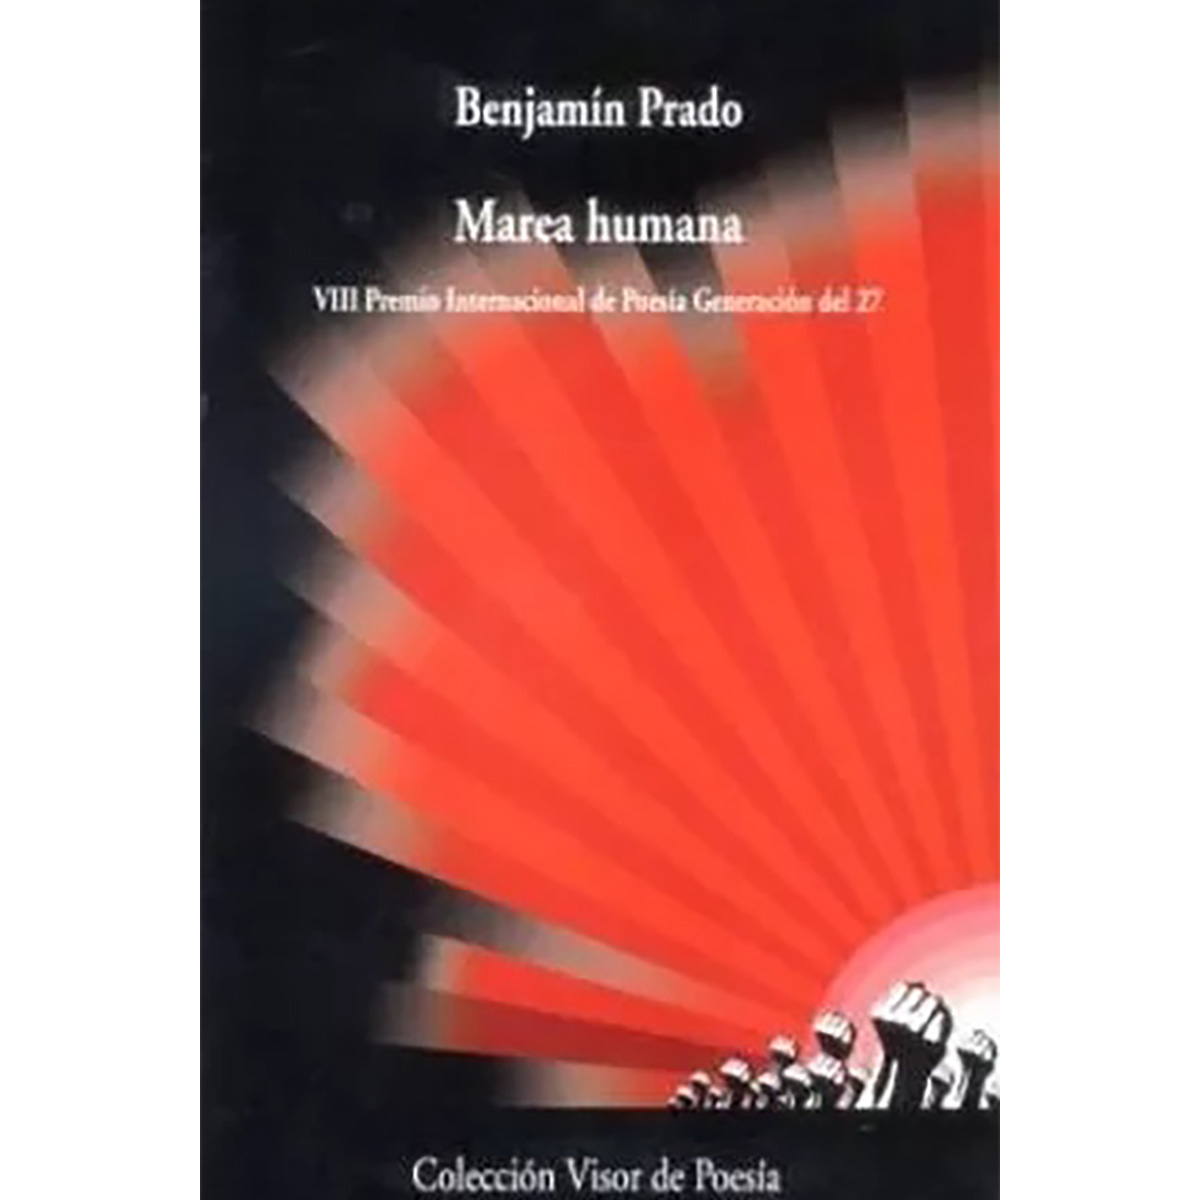 Benjamín Prado
Marea humana
VIII Premio Internacional de Poesía Generación del 27
Colección Visor de Poesía